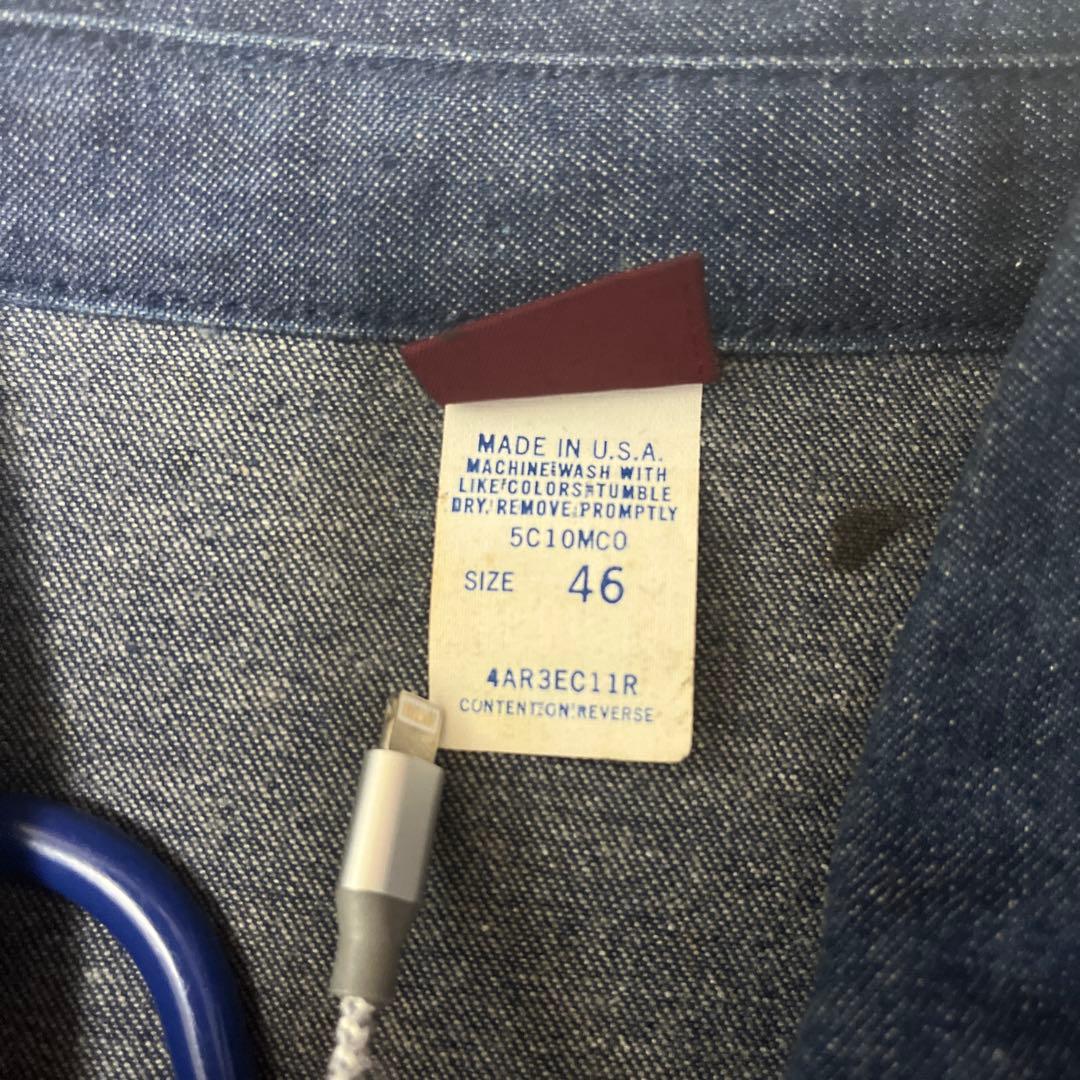 MADE IN U.S.A.
MACHINE WASH WITH
LIKE COLORS TUMBLE
DRY. REMOVE PROMPTLY
5C10MCO
SIZE 46
4AR3EC11R
CONTENT ON REVERSE